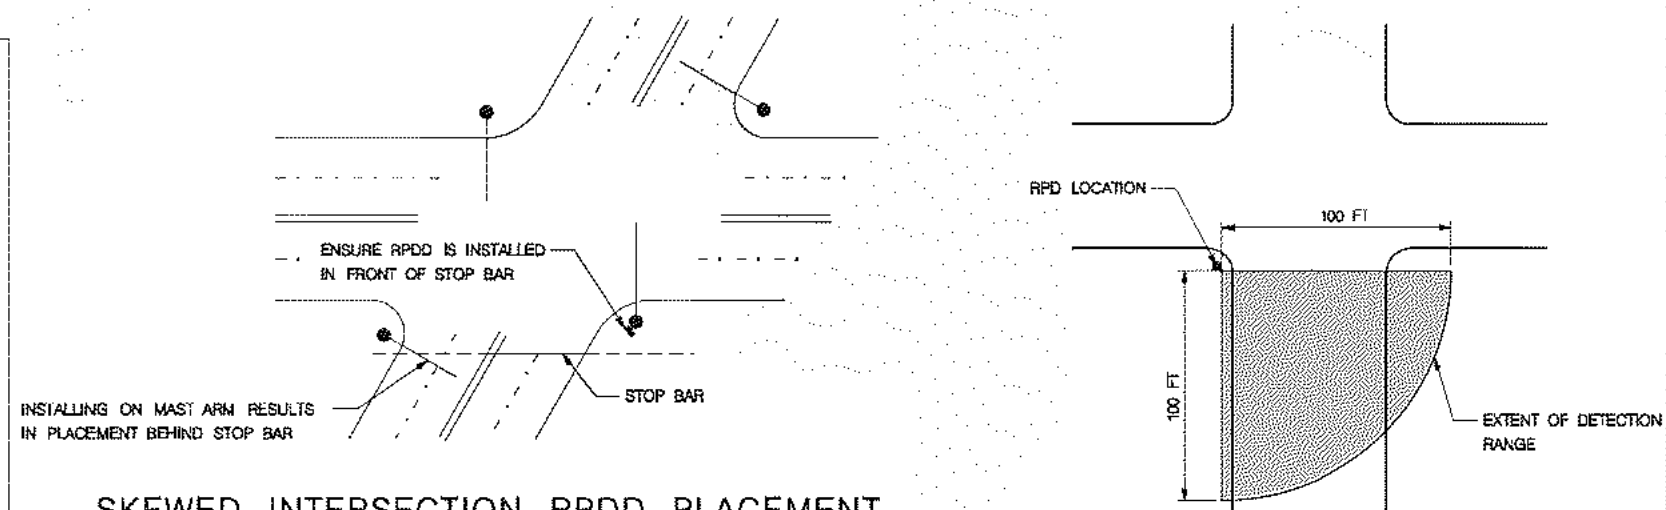 ENSURE RPDD IS INSTALLED
IN FRONT OF STOP BAR
INSTALLING ON MAST ARM RESULTS
IN PLACEMENT BEHIND STOP BAR
STOP BAR
SKEWED INTERSECTION RPDD PLACEMENT
RPD LOCATION
100 FT
100 FT
EXTENT OF DETECTION
RANGE